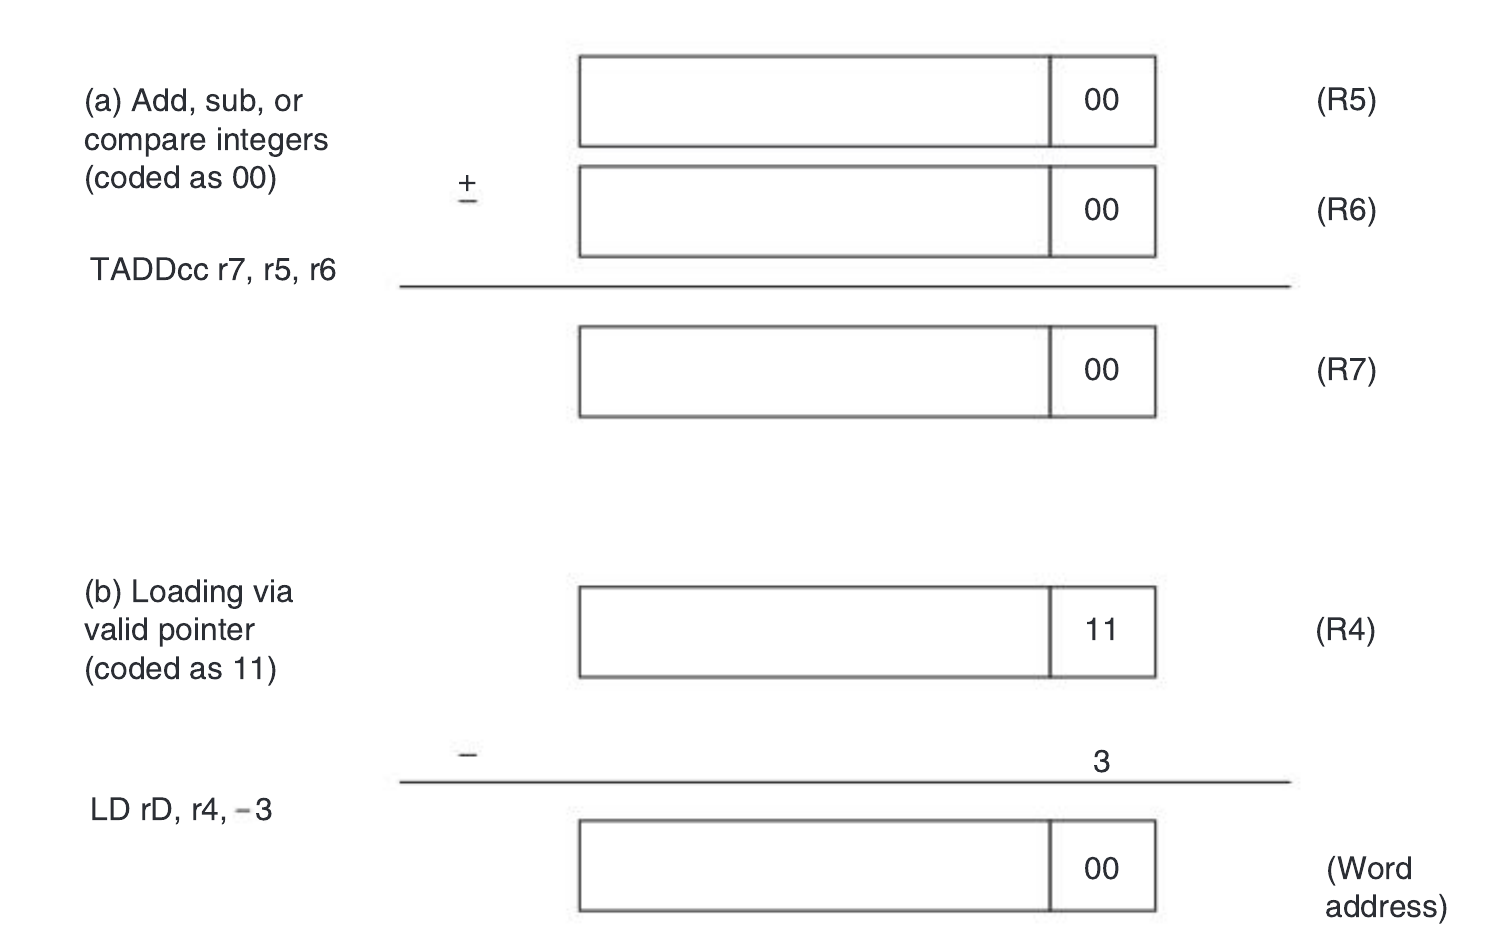 (a) Add, sub, or
compare integers
(coded as 00)
00
(R5)
±
00
(R6)
TADDcc r7, r5, r6
00
(R7)
(b) Loading via
valid pointer
(coded as 11)
11
(R4)
−
3
LD rD, r4, −3
00
(Word
address)